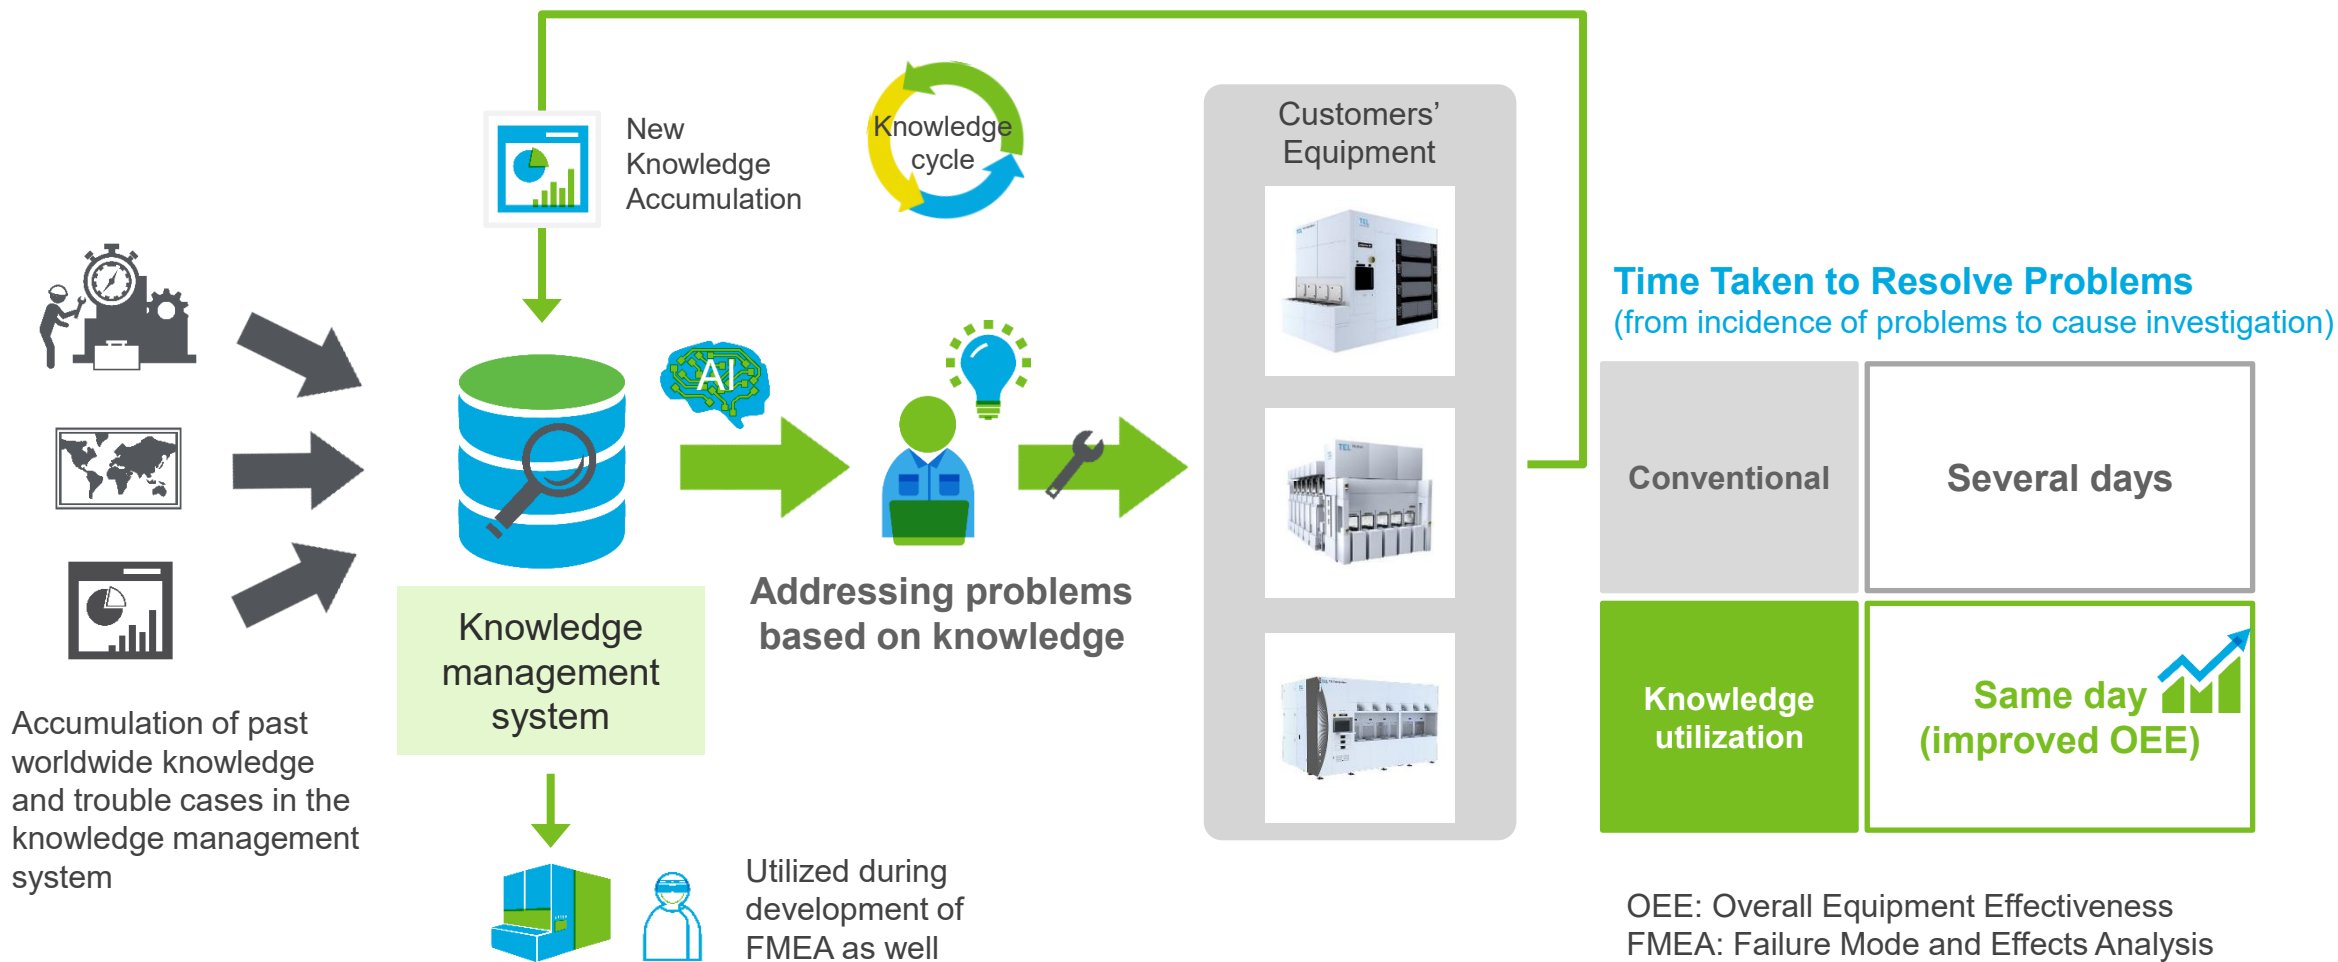 New
Knowledge
Accumulation
Knowledge
cycle
Customers'
Equipment
TEL
TEL
AI
Knowledge
management
system
Addressing problems
based on knowledge
Accumulation of past
worldwide knowledge
and trouble cases in the
knowledge management
system
Utilized during
development of
FMEA as well
Time Taken to Resolve Problems
(from incidence of problems to cause investigation)
Conventional
Several days
Knowledge
utilization
Same day
(improved OEE)
OEE: Overall Equipment Effectiveness
FMEA: Failure Mode and Effects Analysis